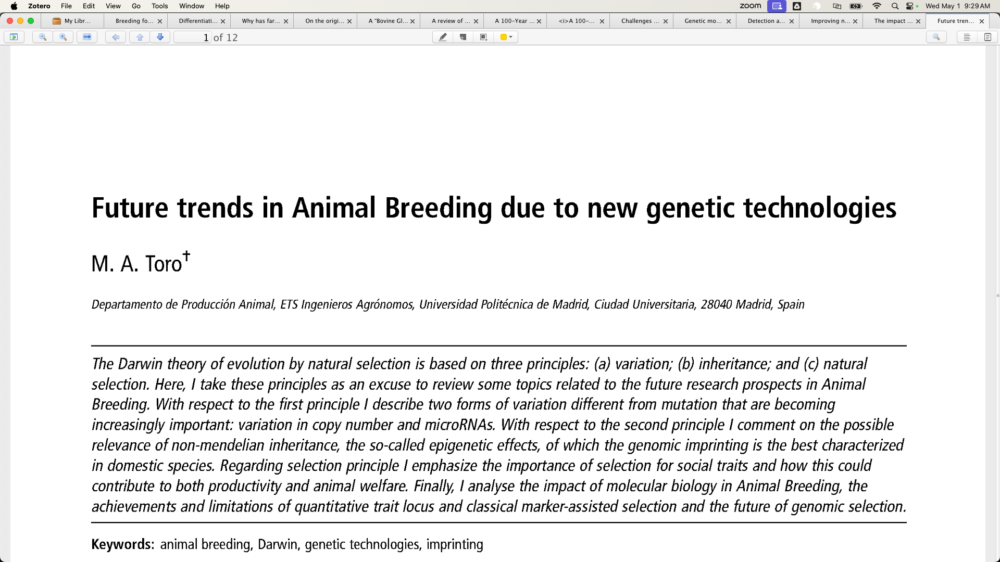 Zotero File Edit View Go Tools Window Help zoom Wed May 1 9:29 AM
My Libr... Breeding fo... Differentiati... Why has far... On the origi... A "Bovine Gl... A review of ... A 100-Year ... <i>A 100-... Challenges ... Genetic mo... Detection a... Improving n... The impact ... Future tren...
1 of 12
Future trends in Animal Breeding due to new genetic technologies
M. A. Toro†
Departamento de Producción Animal, ETS Ingenieros Agrónomos, Universidad Politécnica de Madrid, Ciudad Universitaria, 28040 Madrid, Spain
The Darwin theory of evolution by natural selection is based on three principles: (a) variation; (b) inheritance; and (c) natural
selection. Here, I take these principles as an excuse to review some topics related to the future research prospects in Animal
Breeding. With respect to the first principle I describe two forms of variation different from mutation that are becoming
increasingly important: variation in copy number and microRNAs. With respect to the second principle I comment on the possible
relevance of non-mendelian inheritance, the so-called epigenetic effects, of which the genomic imprinting is the best characterized
in domestic species. Regarding selection principle I emphasize the importance of selection for social traits and how this could
contribute to both productivity and animal welfare. Finally, I analyse the impact of molecular biology in Animal Breeding, the
achievements and limitations of quantitative trait locus and classical marker-assisted selection and the future of genomic selection.
Keywords: animal breeding, Darwin, genetic technologies, imprinting